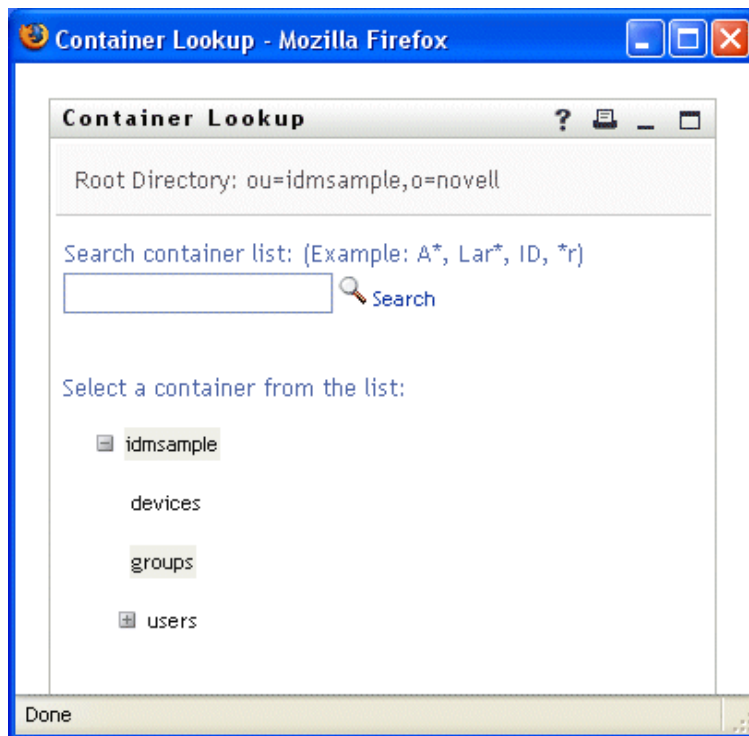 Container Lookup - Mozilla Firefox
Container Lookup
Root Directory: ou=idmsample,o=novell
Search container list: (Example: A*, Lar*, ID, *r)
Search
Select a container from the list:
idmsample
devices
groups
users
Done